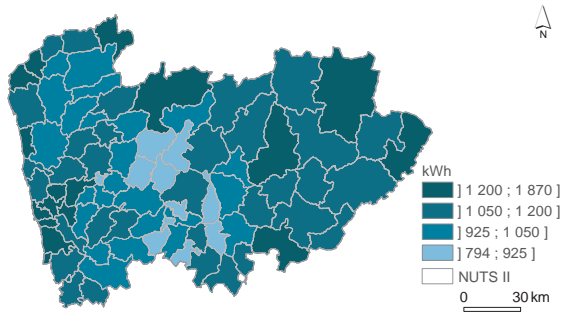 N
kWh
] 1 200 ; 1 870 ]
] 1 050 ; 1 200 ]
] 925 ; 1 050 ]
] 794 ; 925 ]
NUTS II
0 30 km